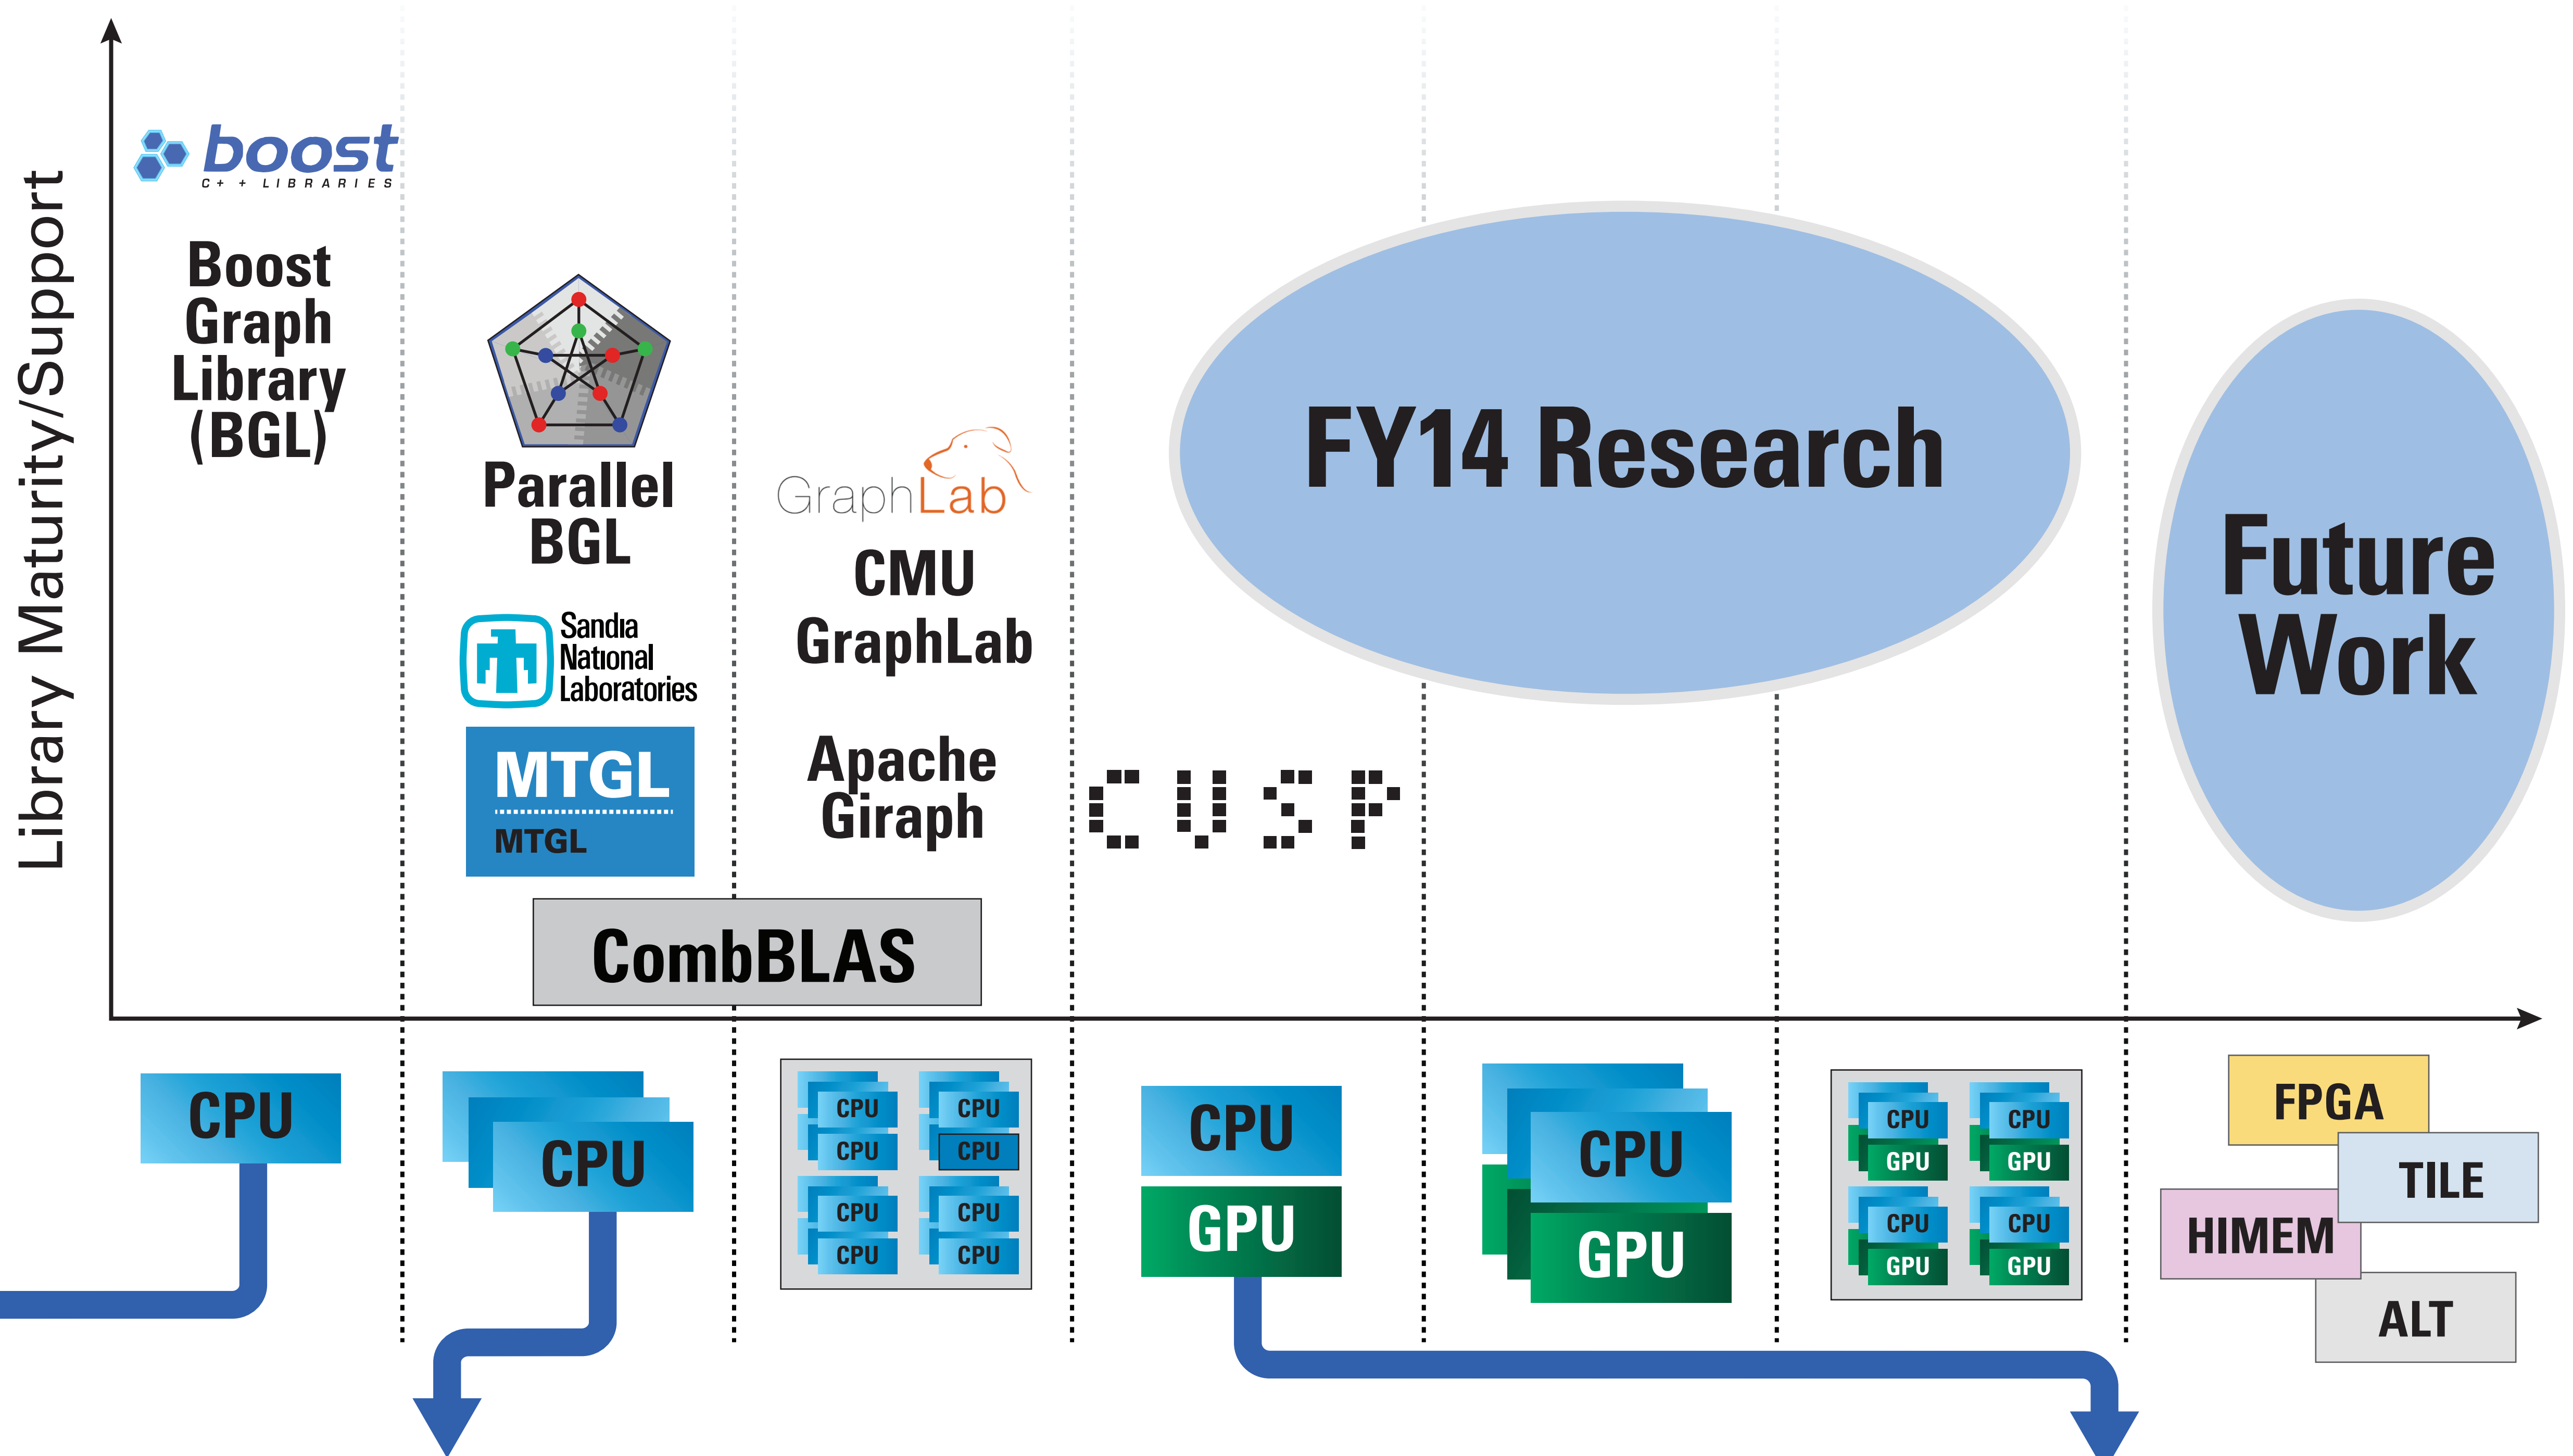 Library Maturity/Support
boost
C++ LIBRARIES
Boost
Graph
Library
(BGL)
Parallel
BGL
Sandia
National
Laboratories
MTGL
MTGL
GraphLab
CMU
GraphLab
Apache
Giraph
CombBLAS
CUSP
FY14 Research
Future
Work
CPU
CPU
CPU
CPU
CPU
CPU
CPU
CPU
CPU
CPU
CPU
GPU
CPU
GPU
CPU
CPU
GPU
GPU
CPU
CPU
GPU
GPU
FPGA
TILE
HIMEM
ALT